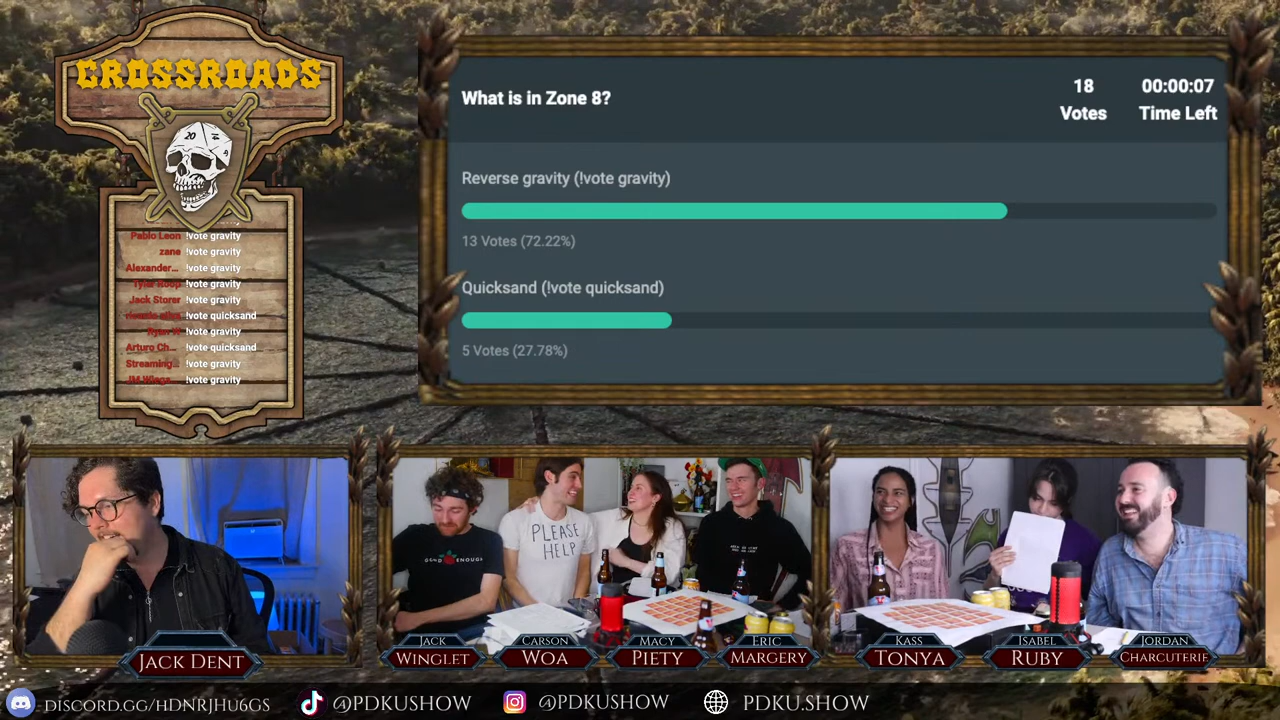 CROSSROADS
20
Pablo Leon !vote gravity
zane !vote gravity
Alexander... !vote gravity
Tyler Koop !vote gravity
Jack Storer !vote gravity
!vote quicksand
Ryan W !vote gravity
Arturo Ch... !vote quicksand
Streaming... !vote gravity
!vote gravity
What is in Zone 8?
18
Votes
00:00:07
Time Left
Reverse gravity (!vote gravity)
13 Votes (72.22%)
Quicksand (!vote quicksand)
5 Votes (27.78%)
PLEASE
HELP
JACK DENT
JACK
WINGLET
CARSON
WOA
MACY
PIETY
ERIC
MARGERY
KASS
TONYA
ISABEL
RUBY
JORDAN
CHARCUTERIE
DISCORD.GG/HDNRJHU6GS
@PDKUSHOW
@PDKUSHOW
PDKU.SHOW